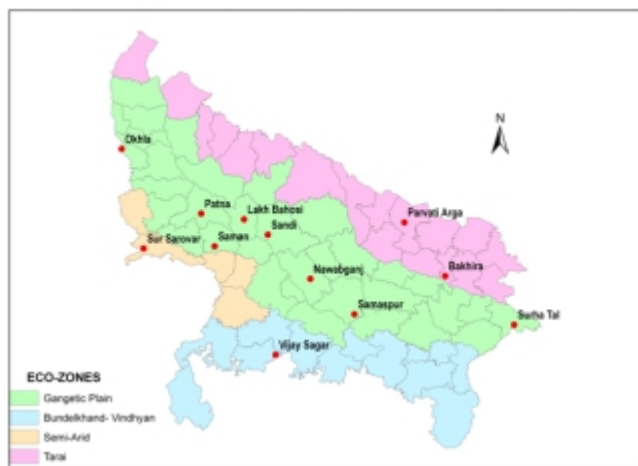 N
Okhla
Patna
Lakh Bahosi
Parvati Arga
Sandi
Sur Sarovar
Saman
Nawabganj
Bakhira
Samaspur
Surha Tal
Vijay Sagar
ECO-ZONES
Gangetic Plain
Bundelkhand- Vindhyan
Semi-Arid
Tarai